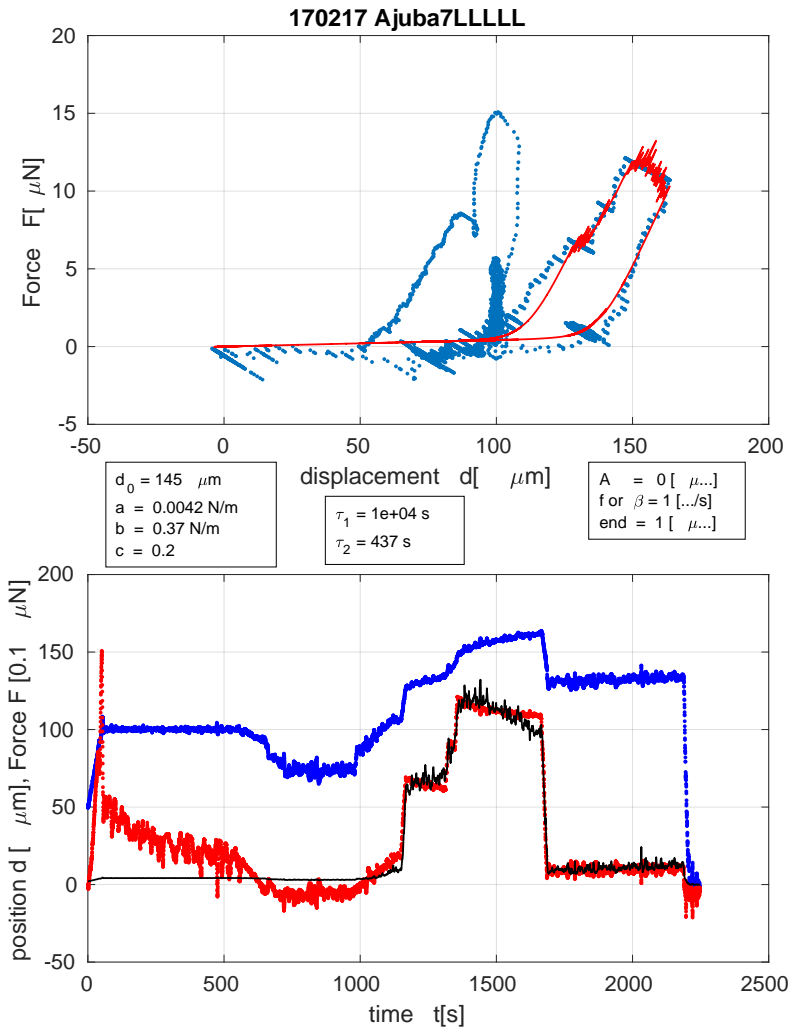 170217 Ajuba7LLLLL
20
15
10
5
0
-5
Force F[ μN]
-50
0
50
100
150
200
displacement d[ μm]
d0 = 145 μm
a = 0.0042 N/m
b = 0.37 N/m
c = 0.2
τ1 = 1e+04 s
τ2 = 437 s
A = 0 [ μ...]
f or β = 1 [.../s]
end = 1 [ μ...]
200
150
100
50
0
-50
position d [ μm], Force F [0.1 μN]
0
500
1000
1500
2000
2500
time t[s]